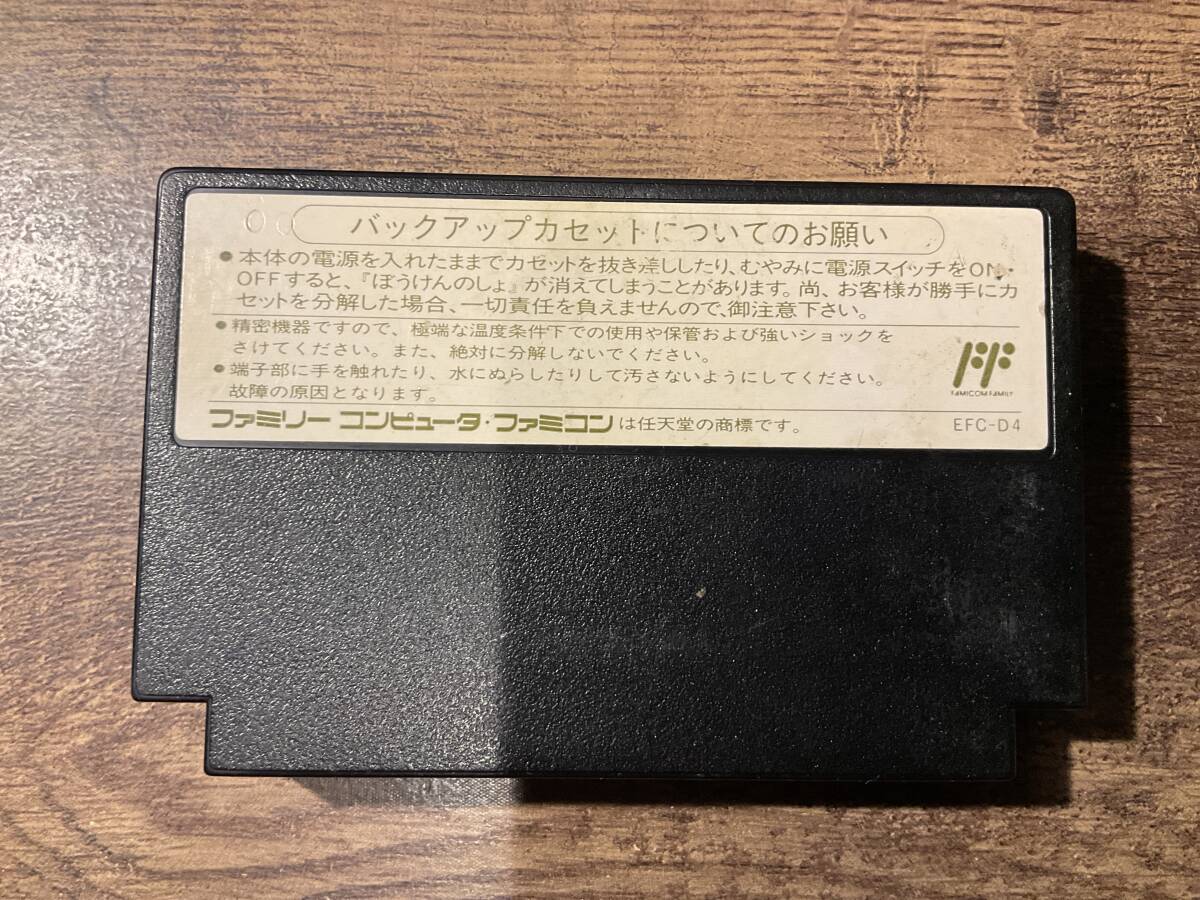 00
バックアップカセットについてのお願い
●本体の電源を入れたままでカセットを抜き差ししたり、むやみに電源スイッチをON・
OFFすると、『ぼうけんのしょ』が消えてしまうことがあります。尚、お客様が勝手にカ
セットを分解した場合、一切責任を負えませんので、御注意下さい。
●精密機器ですので、極端な温度条件下での使用や保管および強いショックを
さけてください。また、絶対に分解しないでください。
●端子部に手を触れたり、水にぬらしたりして汚さないようにしてください。
故障の原因となります。
FF
FAMICOM FAMILY
ファミリー コンピュータ・ファミコンは任天堂の商標です。
EFC-D4